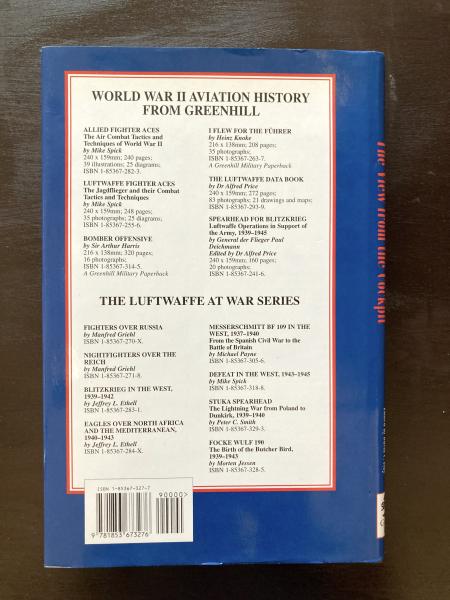 WORLD WAR II AVIATION HISTORY
FROM GREENHILL
ALLIED FIGHTER ACES
The Air Combat Tactics and
Techniques of World War II
by Mike Spick
240 x 159mm; 240 pages;
39 illustrations; 25 diagrams;
ISBN 1-85367-282-3.
LUFTWAFFE FIGHTER ACES
The Jagdflieger and their Combat
Tactics and Techniques
by Mike Spick
240 x 159mm; 248 pages;
35 photographs; 25 diagrams;
ISBN 1-85367-255-6.
BOMBER OFFENSIVE
by Sir Arthur Harris
216 x 138mm; 320 pages;
16 photographs;
ISBN 1-85367-314-5.
A Greenhill Military Paperback
I FLEW FOR THE FÜHRER
by Heinz Knoke
216 x 138mm; 208 pages;
35 photographs;
ISBN 1-85367-263-7.
A Greenhill Military Paperback
THE LUFTWAFFE DATA BOOK
by Dr Alfred Price
240 x 159mm; 272 pages;
83 photographs; 21 drawings and maps;
ISBN 1-85367-293-9.
SPEARHEAD FOR BLITZKRIEG
Luftwaffe Operations in Support of
the Army, 1939–1945
by General der Flieger Paul
Deichmann
Edited by Dr Alfred Price
240 x 159mm; 160 pages;
20 photographs;
ISBN 1-85367-241-6.
THE LUFTWAFFE AT WAR SERIES
FIGHTERS OVER RUSSIA
by Manfred Griehl
ISBN 1-85367-270-X.
NIGHTFIGHTERS OVER THE
REICH
by Manfred Griehl
ISBN 1-85367-271-8.
BLITZKRIEG IN THE WEST,
1939–1942
by Jeffrey L. Ethell
ISBN 1-85367-283-1.
EAGLES OVER NORTH AFRICA
AND THE MEDITERRANEAN,
1940–1943
by Jeffrey L. Ethell
ISBN 1-85367-284-X.
MESSERSCHMITT BF 109 IN THE
WEST, 1937–1940
From the Spanish Civil War to the
Battle of Britain
by Michael Payne
ISBN 1-85367-305-6.
DEFEAT IN THE WEST, 1943–1945
by Mike Spick
ISBN 1-85367-318-8.
STUKA SPEARHEAD
The Lightning War from Poland to
Dunkirk, 1939–1940
by Peter C. Smith
ISBN 1-85367-329-3.
FOCKE WULF 190
The Birth of the Butcher Bird,
1939–1943
by Morten Jessen
ISBN 1-85367-328-5.
ISBN 1-85367-327-7
90000>
9 781853 673276
The View from the Cockpit